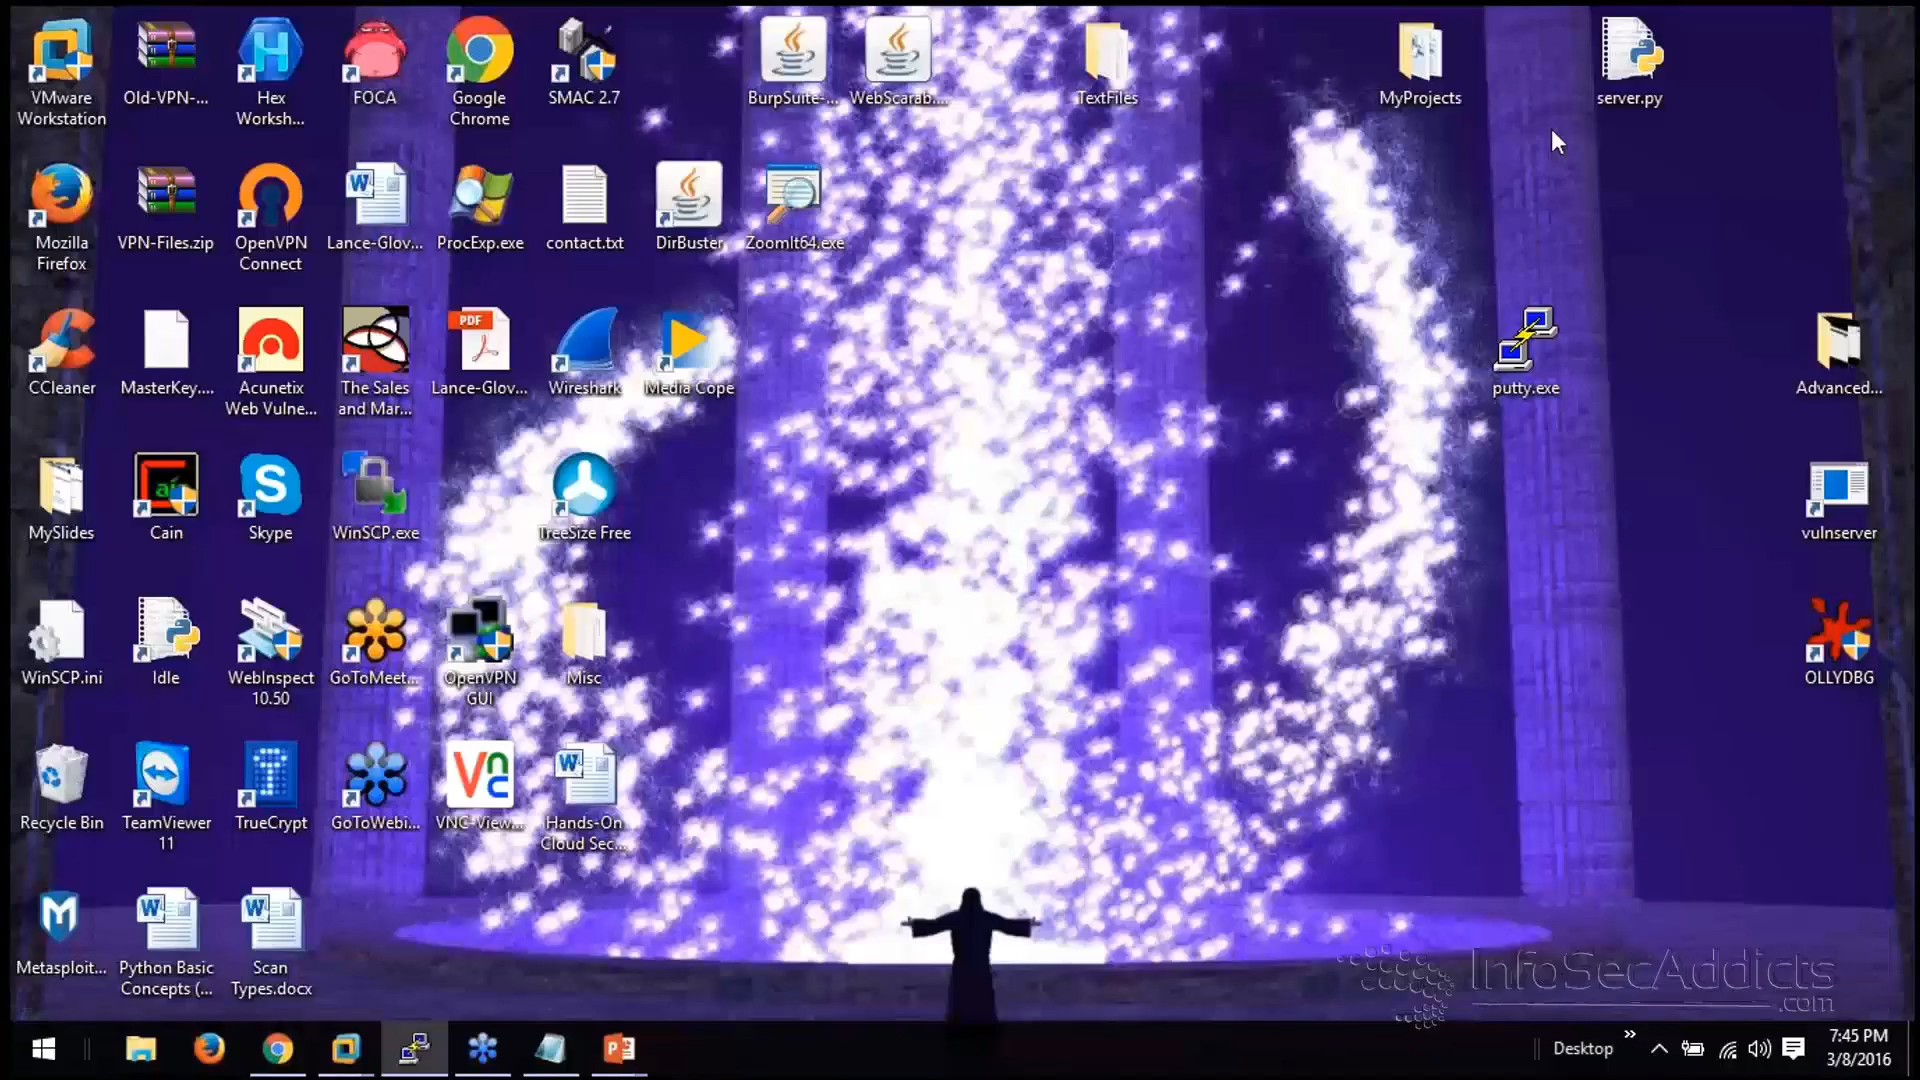 VMware
Workstation
Old-VPN-...
Hex
Worksh...
FOCA
Google
Chrome
SMAC 2.7
BurpSuite-...
WebScarab....
TextFiles
MyProjects
server.py
Mozilla
Firefox
VPN-Files.zip
OpenVPN
Connect
Lance-Glov...
ProcExp.exe
contact.txt
DirBuster
ZoomIt64.exe
CCleaner
MasterKey....
Acunetix
Web Vulne...
The Sales
and Mar...
PDF
Lance-Glov...
Wireshark
Media Cope
putty.exe
Advanced...
MySlides
Cain
Skype
WinSCP.exe
TreeSize Free
vulnserver
WinSCP.ini
Idle
WebInspect
10.50
GoToMeet...
OpenVPN
GUI
Misc
OLLYDBG
Recycle Bin
TeamViewer
11
TrueCrypt
GoToWebi...
VNC-View...
Hands-On
Cloud Sec...
Metasploit...
Python Basic
Concepts (...
Scan
Types.docx
InfoSecAddicts
.com
Desktop
7:45 PM
3/8/2016